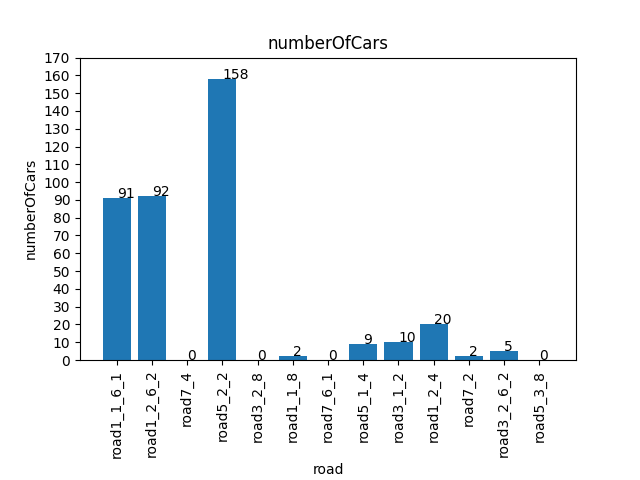 numberOfCars
170
160
150
140
130
120
110
100
90
80
70
60
50
40
30
20
10
0
numberOfCars
91
92
0
158
0
2
0
9
10
20
2
5
0
road1_1_6_1
road1_2_6_2
road7_4
road5_2_2
road3_2_8
road1_1_8
road7_6_1
road5_1_4
road3_1_2
road1_2_4
road7_2
road3_2_6_2
road5_3_8
road